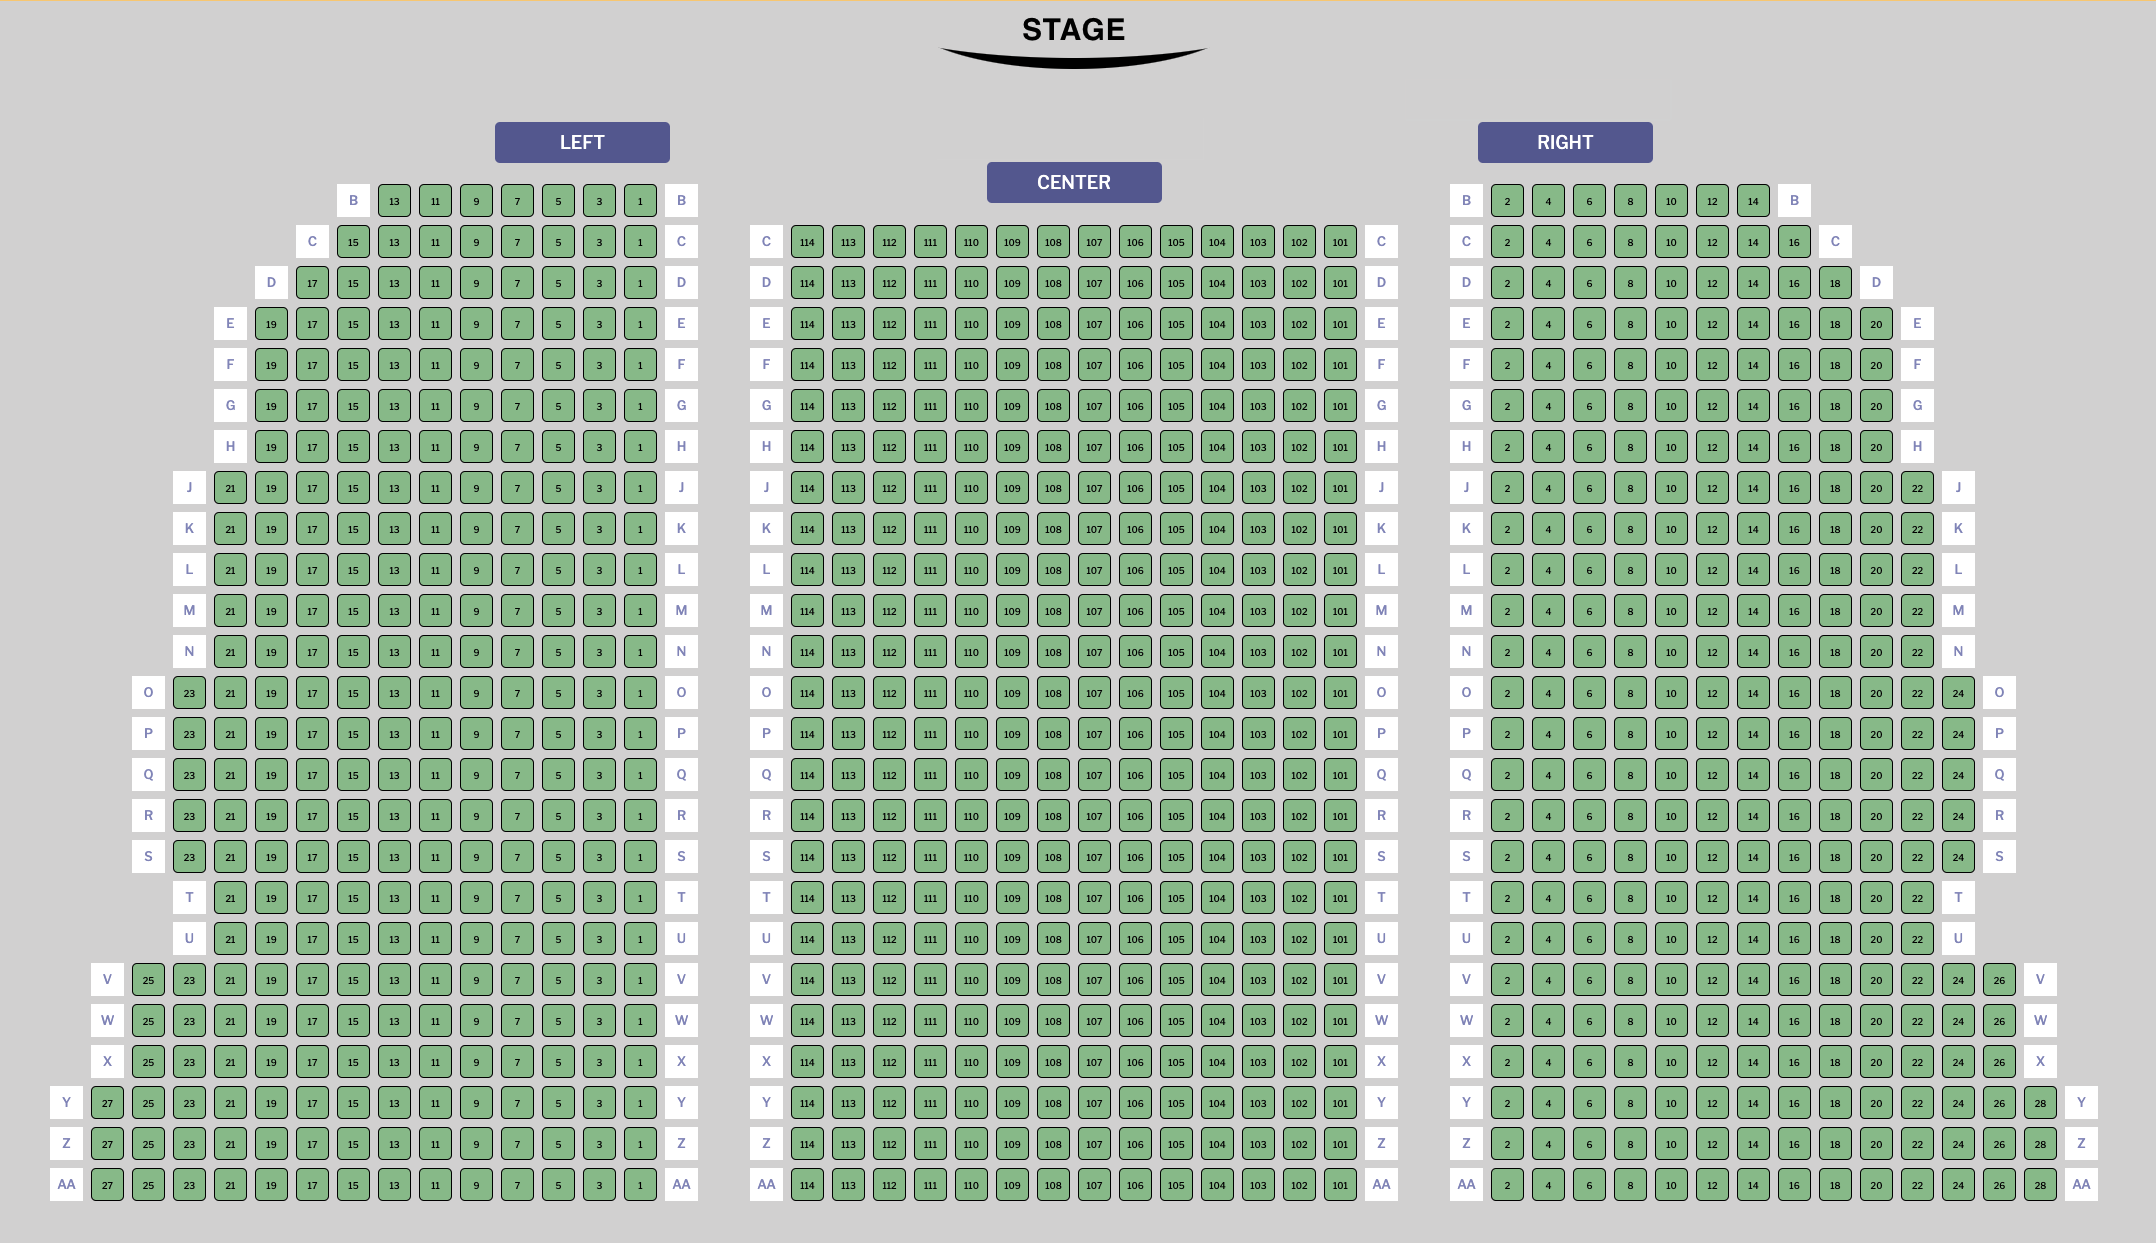 STAGE
LEFT
RIGHT
CENTER
B 13 11 9 7 5 3 1 B B 2 4 6 8 10 12 14 B
C 15 13 11 9 7 5 3 1 C C 114 113 112 111 110 109 108 107 106 105 104 103 102 101 C C 2 4 6 8 10 12 14 16 C
D 17 15 13 11 9 7 5 3 1 D D 114 113 112 111 110 109 108 107 106 105 104 103 102 101 D D 2 4 6 8 10 12 14 16 18 D
E 19 17 15 13 11 9 7 5 3 1 E E 114 113 112 111 110 109 108 107 106 105 104 103 102 101 E E 2 4 6 8 10 12 14 16 18 20 E
F 19 17 15 13 11 9 7 5 3 1 F F 114 113 112 111 110 109 108 107 106 105 104 103 102 101 F F 2 4 6 8 10 12 14 16 18 20 F
G 19 17 15 13 11 9 7 5 3 1 G G 114 113 112 111 110 109 108 107 106 105 104 103 102 101 G G 2 4 6 8 10 12 14 16 18 20 G
H 19 17 15 13 11 9 7 5 3 1 H H 114 113 112 111 110 109 108 107 106 105 104 103 102 101 H H 2 4 6 8 10 12 14 16 18 20 H
J 21 19 17 15 13 11 9 7 5 3 1 J J 114 113 112 111 110 109 108 107 106 105 104 103 102 101 J J 2 4 6 8 10 12 14 16 18 20 22 J
K 21 19 17 15 13 11 9 7 5 3 1 K K 114 113 112 111 110 109 108 107 106 105 104 103 102 101 K K 2 4 6 8 10 12 14 16 18 20 22 K
L 21 19 17 15 13 11 9 7 5 3 1 L L 114 113 112 111 110 109 108 107 106 105 104 103 102 101 L L 2 4 6 8 10 12 14 16 18 20 22 L
M 21 19 17 15 13 11 9 7 5 3 1 M M 114 113 112 111 110 109 108 107 106 105 104 103 102 101 M M 2 4 6 8 10 12 14 16 18 20 22 M
N 21 19 17 15 13 11 9 7 5 3 1 N N 114 113 112 111 110 109 108 107 106 105 104 103 102 101 N N 2 4 6 8 10 12 14 16 18 20 22 N
O 23 21 19 17 15 13 11 9 7 5 3 1 O O 114 113 112 111 110 109 108 107 106 105 104 103 102 101 O O 2 4 6 8 10 12 14 16 18 20 22 24 O
P 23 21 19 17 15 13 11 9 7 5 3 1 P P 114 113 112 111 110 109 108 107 106 105 104 103 102 101 P P 2 4 6 8 10 12 14 16 18 20 22 24 P
Q 23 21 19 17 15 13 11 9 7 5 3 1 Q Q 114 113 112 111 110 109 108 107 106 105 104 103 102 101 Q Q 2 4 6 8 10 12 14 16 18 20 22 24 Q
R 23 21 19 17 15 13 11 9 7 5 3 1 R R 114 113 112 111 110 109 108 107 106 105 104 103 102 101 R R 2 4 6 8 10 12 14 16 18 20 22 24 R
S 23 21 19 17 15 13 11 9 7 5 3 1 S S 114 113 112 111 110 109 108 107 106 105 104 103 102 101 S S 2 4 6 8 10 12 14 16 18 20 22 24 S
T 21 19 17 15 13 11 9 7 5 3 1 T T 114 113 112 111 110 109 108 107 106 105 104 103 102 101 T T 2 4 6 8 10 12 14 16 18 20 22 T
U 21 19 17 15 13 11 9 7 5 3 1 U U 114 113 112 111 110 109 108 107 106 105 104 103 102 101 U U 2 4 6 8 10 12 14 16 18 20 22 U
V 25 23 21 19 17 15 13 11 9 7 5 3 1 V V 114 113 112 111 110 109 108 107 106 105 104 103 102 101 V V 2 4 6 8 10 12 14 16 18 20 22 24 26 V
W 25 23 21 19 17 15 13 11 9 7 5 3 1 W W 114 113 112 111 110 109 108 107 106 105 104 103 102 101 W W 2 4 6 8 10 12 14 16 18 20 22 24 26 W
X 25 23 21 19 17 15 13 11 9 7 5 3 1 X X 114 113 112 111 110 109 108 107 106 105 104 103 102 101 X X 2 4 6 8 10 12 14 16 18 20 22 24 26 X
Y 27 25 23 21 19 17 15 13 11 9 7 5 3 1 Y Y 114 113 112 111 110 109 108 107 106 105 104 103 102 101 Y Y 2 4 6 8 10 12 14 16 18 20 22 24 26 28 Y
Z 27 25 23 21 19 17 15 13 11 9 7 5 3 1 Z Z 114 113 112 111 110 109 108 107 106 105 104 103 102 101 Z Z 2 4 6 8 10 12 14 16 18 20 22 24 26 28 Z
AA 27 25 23 21 19 17 15 13 11 9 7 5 3 1 AA AA 114 113 112 111 110 109 108 107 106 105 104 103 102 101 AA AA 2 4 6 8 10 12 14 16 18 20 22 24 26 28 AA